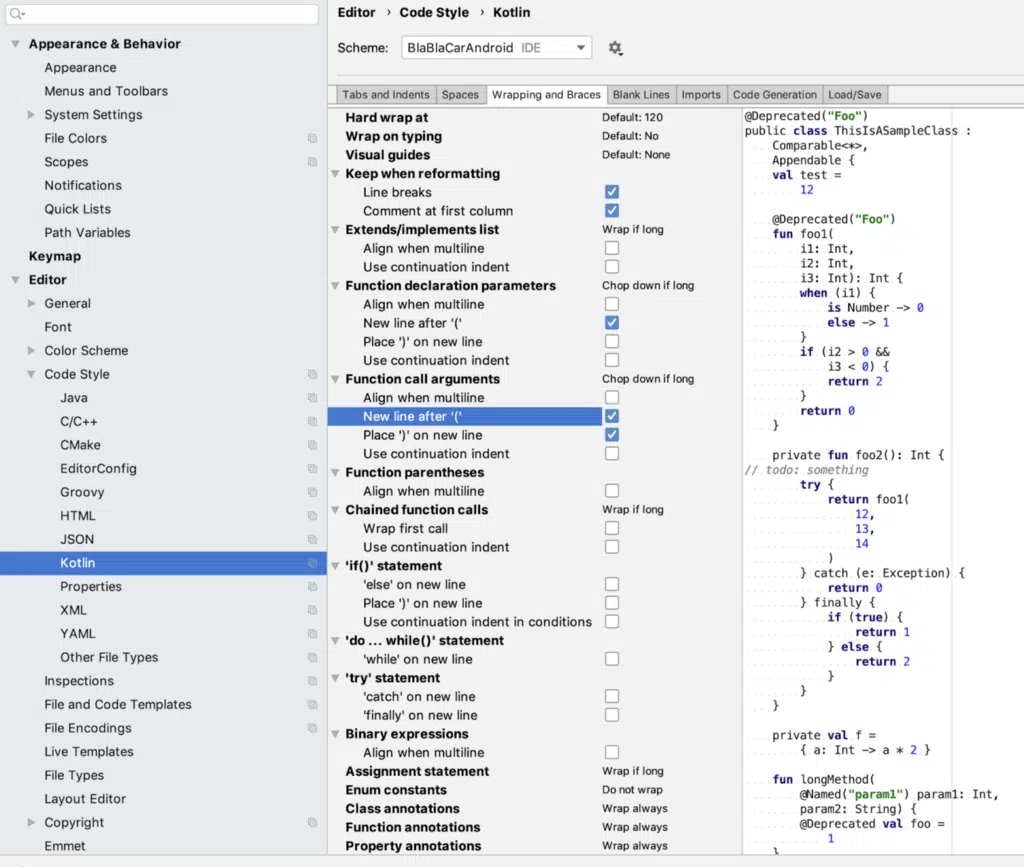 Editor › Code Style › Kotlin
Scheme: BlaBlaCarAndroid IDE
Appearance & Behavior
Appearance
Menus and Toolbars
System Settings
File Colors
Scopes
Notifications
Quick Lists
Path Variables
Keymap
Editor
General
Font
Color Scheme
Code Style
Java
C/C++
CMake
EditorConfig
Groovy
HTML
JSON
Kotlin
Properties
XML
YAML
Other File Types
Inspections
File and Code Templates
File Encodings
Live Templates
File Types
Layout Editor
Copyright
Emmet
Tabs and Indents Spaces Wrapping and Braces Blank Lines Imports Code Generation Load/Save
Hard wrap at Default: 120
Wrap on typing Default: No
Visual guides Default: None
Keep when reformatting
Line breaks
Comment at first column
Extends/implements list Wrap if long
Align when multiline
Use continuation indent
Function declaration parameters Chop down if long
Align when multiline
New line after '('
Place ')' on new line
Use continuation indent
Function call arguments Chop down if long
Align when multiline
New line after '('
Place ')' on new line
Use continuation indent
Function parentheses
Align when multiline
Chained function calls Wrap if long
Wrap first call
Use continuation indent
'if()' statement
'else' on new line
Place ')' on new line
Use continuation indent in conditions
'do ... while()' statement
'while' on new line
'try' statement
'catch' on new line
'finally' on new line
Binary expressions
Align when multiline
Assignment statement Wrap if long
Enum constants Do not wrap
Class annotations Wrap always
Function annotations Wrap always
Property annotations Wrap always
@Deprecated("Foo")
public class ThisIsASampleClass :
    Comparable<*>,
    Appendable {
    val test =
        12

    @Deprecated("Foo")
    fun foo1(
        i1: Int,
        i2: Int,
        i3: Int): Int {
        when (i1) {
            is Number -> 0
            else -> 1
        }
        if (i2 > 0 &&
            i3 < 0) {
            return 2
        }
        return 0
    }

    private fun foo2(): Int {
// todo: something
        try {
            return foo1(
                12,
                13,
                14
            )
        } catch (e: Exception) {
            return 0
        } finally {
            if (true) {
                return 1
            } else {
                return 2
            }
        }
    }

    private val f =
        { a: Int -> a * 2 }

    fun longMethod(
        @Named("param1") param1: Int,
        param2: String) {
        @Deprecated val foo =
            1
    }